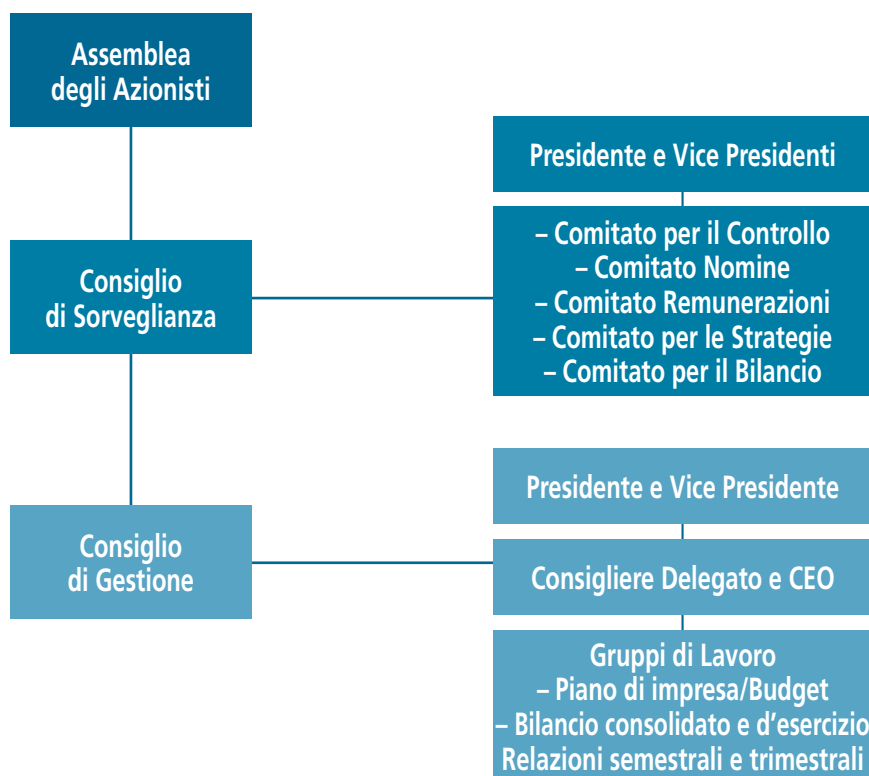 Assemblea
degli Azionisti
Presidente e Vice Presidenti
Consiglio
di Sorveglianza
– Comitato per il Controllo
– Comitato Nomine
– Comitato Remunerazioni
– Comitato per le Strategie
– Comitato per il Bilancio
Consiglio
di Gestione
Presidente e Vice Presidente
Consigliere Delegato e CEO
Gruppi di Lavoro
– Piano di impresa/Budget
– Bilancio consolidato e d’esercizio
Relazioni semestrali e trimestrali